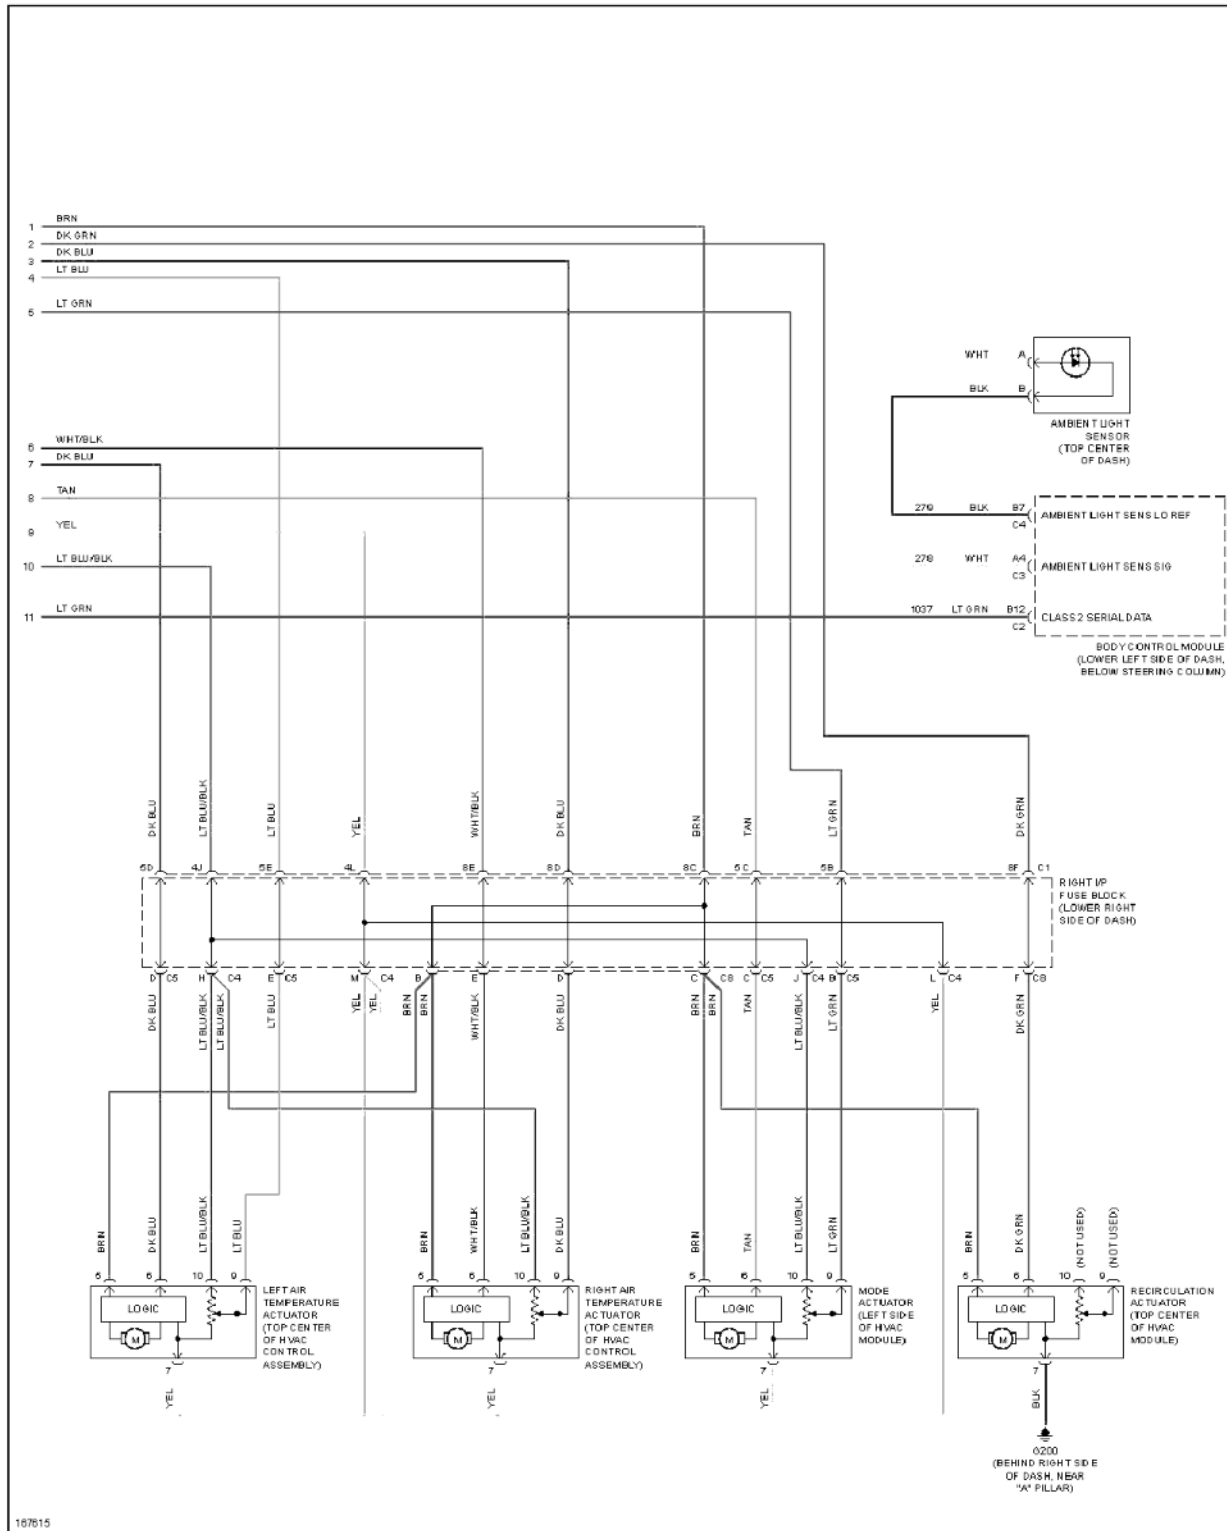 BRN
1
DK GRN
2
DK BLU
3
LT BLU
4
LT GRN
5
WHT A
BLK B
AMBIENT LIGHT
SENSOR
(TOP CENTER
OF DASH)
WHT/BLK
6
DK BLU
7
TAN
8
YEL
9
LT BLU/BLK
10
LT GRN
11
279 BLK B7
C4
AMBIENT LIGHT SENS LO REF
278 WHT A4
C3
AMBIENT LIGHT SENS SIG
1037 LT GRN B12
C2
CLASS 2 SERIAL DATA
BODY CONTROL MODULE
(LOWER LEFT SIDE OF DASH,
BELOW STEERING COLUMN)
DK BLU
LT BLU/BLK
LT BLU
YEL
WHT/BLK
DK BLU
BRN
TAN
LT GRN
DK GRN
5D 4J 5E 4L 8E 8D 8C 5C 5B 8F C1
RIGHT I/P
FUSE BLOCK
(LOWER RIGHT
SIDE OF DASH)
D C5 H C4 E C5 M C4 B E D C C8 C C5 J C4 B C5 L C4 F C8
DK BLU
LT BLU/BLK
LT BLU/BLK
LT BLU
YEL
YEL
BRN
BRN
WHT/BLK
DK BLU
BRN
BRN
TAN
LT BLU/BLK
LT GRN
YEL
DK GRN
BRN
DK BLU
LT BLU/BLK
LT BLU
BRN
WHT/BLK
LT BLU/BLK
DK BLU
BRN
TAN
LT BLU/BLK
LT GRN
BRN
DK GRN
(NOT USED)
(NOT USED)
5 6 10 9
5 6 10 9
5 6 10 9
5 6 10 9
LOGIC
M
7
YEL
LEFT AIR
TEMPERATURE
ACTUATOR
(TOP CENTER
OF HVAC
CONTROL
ASSEMBLY)
LOGIC
M
7
YEL
RIGHT AIR
TEMPERATURE
ACTUATOR
(TOP CENTER
OF HVAC
CONTROL
ASSEMBLY)
LOGIC
M
7
YEL
MODE
ACTUATOR
(LEFT SIDE
OF HVAC
MODULE)
LOGIC
M
7
BLK
RECIRCULATION
ACTUATOR
(TOP CENTER
OF HVAC
MODULE)
G200
(BEHIND RIGHT SIDE
OF DASH, NEAR
"A" PILLAR)
167615